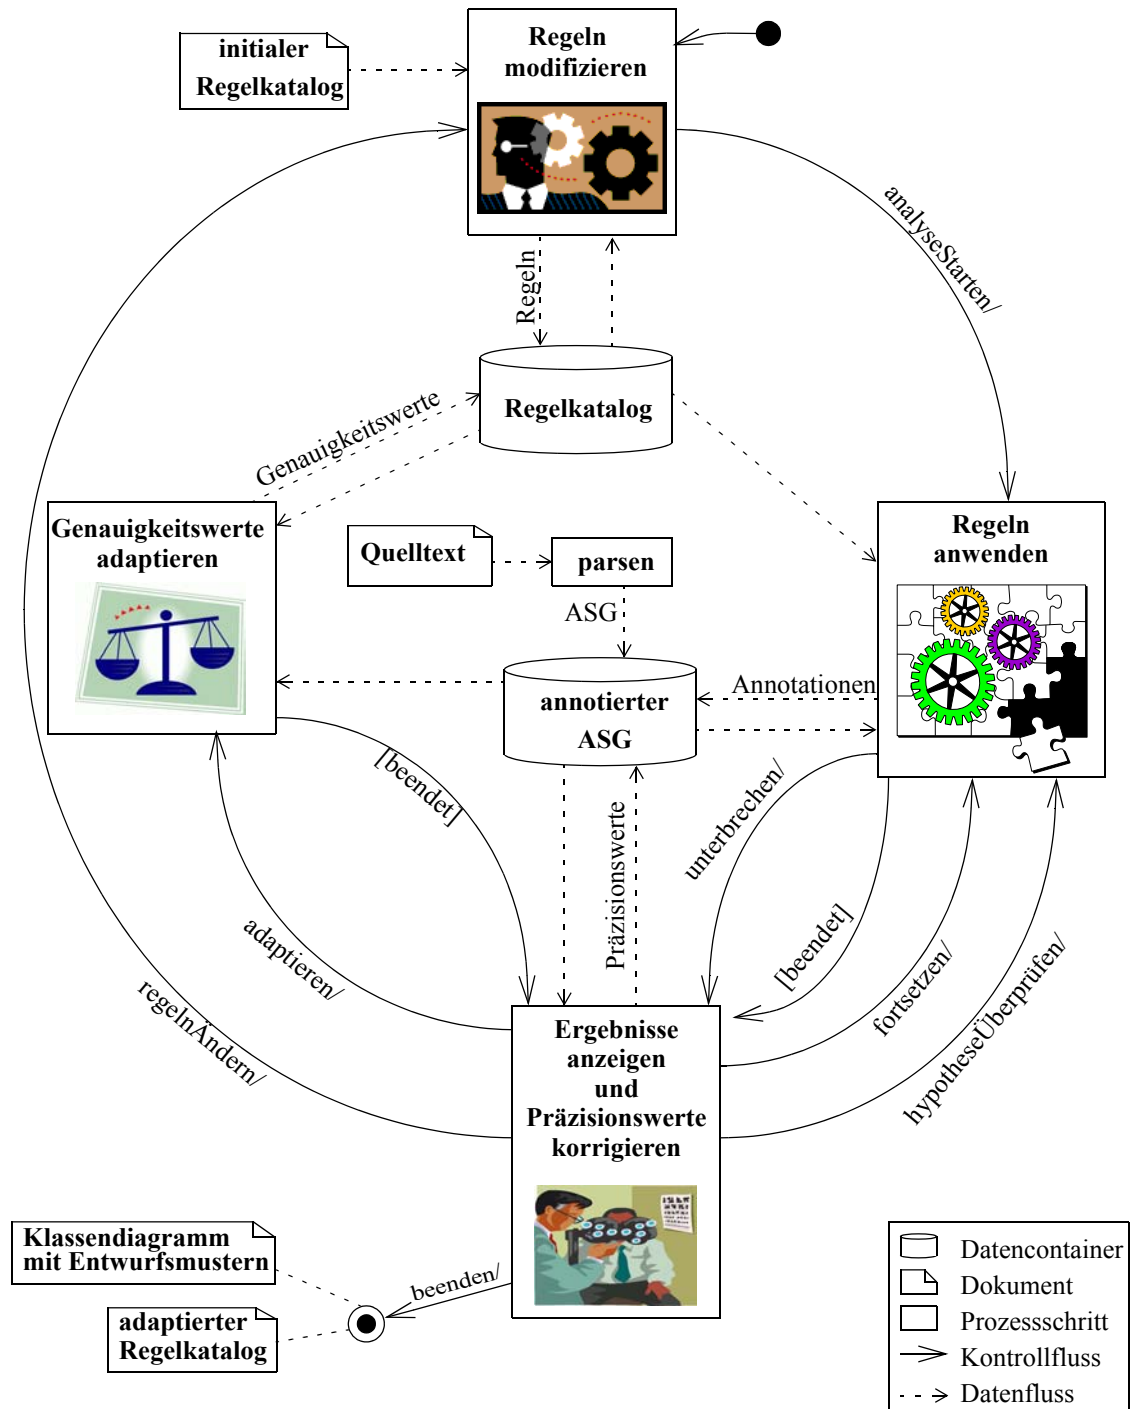 Regeln
modifizieren
initialer
Regelkatalog
analyseStarten/
Regeln
Regelkatalog
Genauigkeitswerte
Genauigkeitswerte
adaptieren
Quelltext
parsen
Regeln
anwenden
ASG
annotierter
ASG
Annotationen
[beendet]
Präzisionswerte
unterbrechen/
[beendet]
adaptieren/
fortsetzen/
regelnÄndern/
hypotheseÜberprüfen/
Ergebnisse
anzeigen
und
Präzisionswerte
korrigieren
Klassendiagramm
mit Entwurfsmustern
beenden/
adaptierter
Regelkatalog
Datencontainer
Dokument
Prozessschritt
Kontrollfluss
Datenfluss